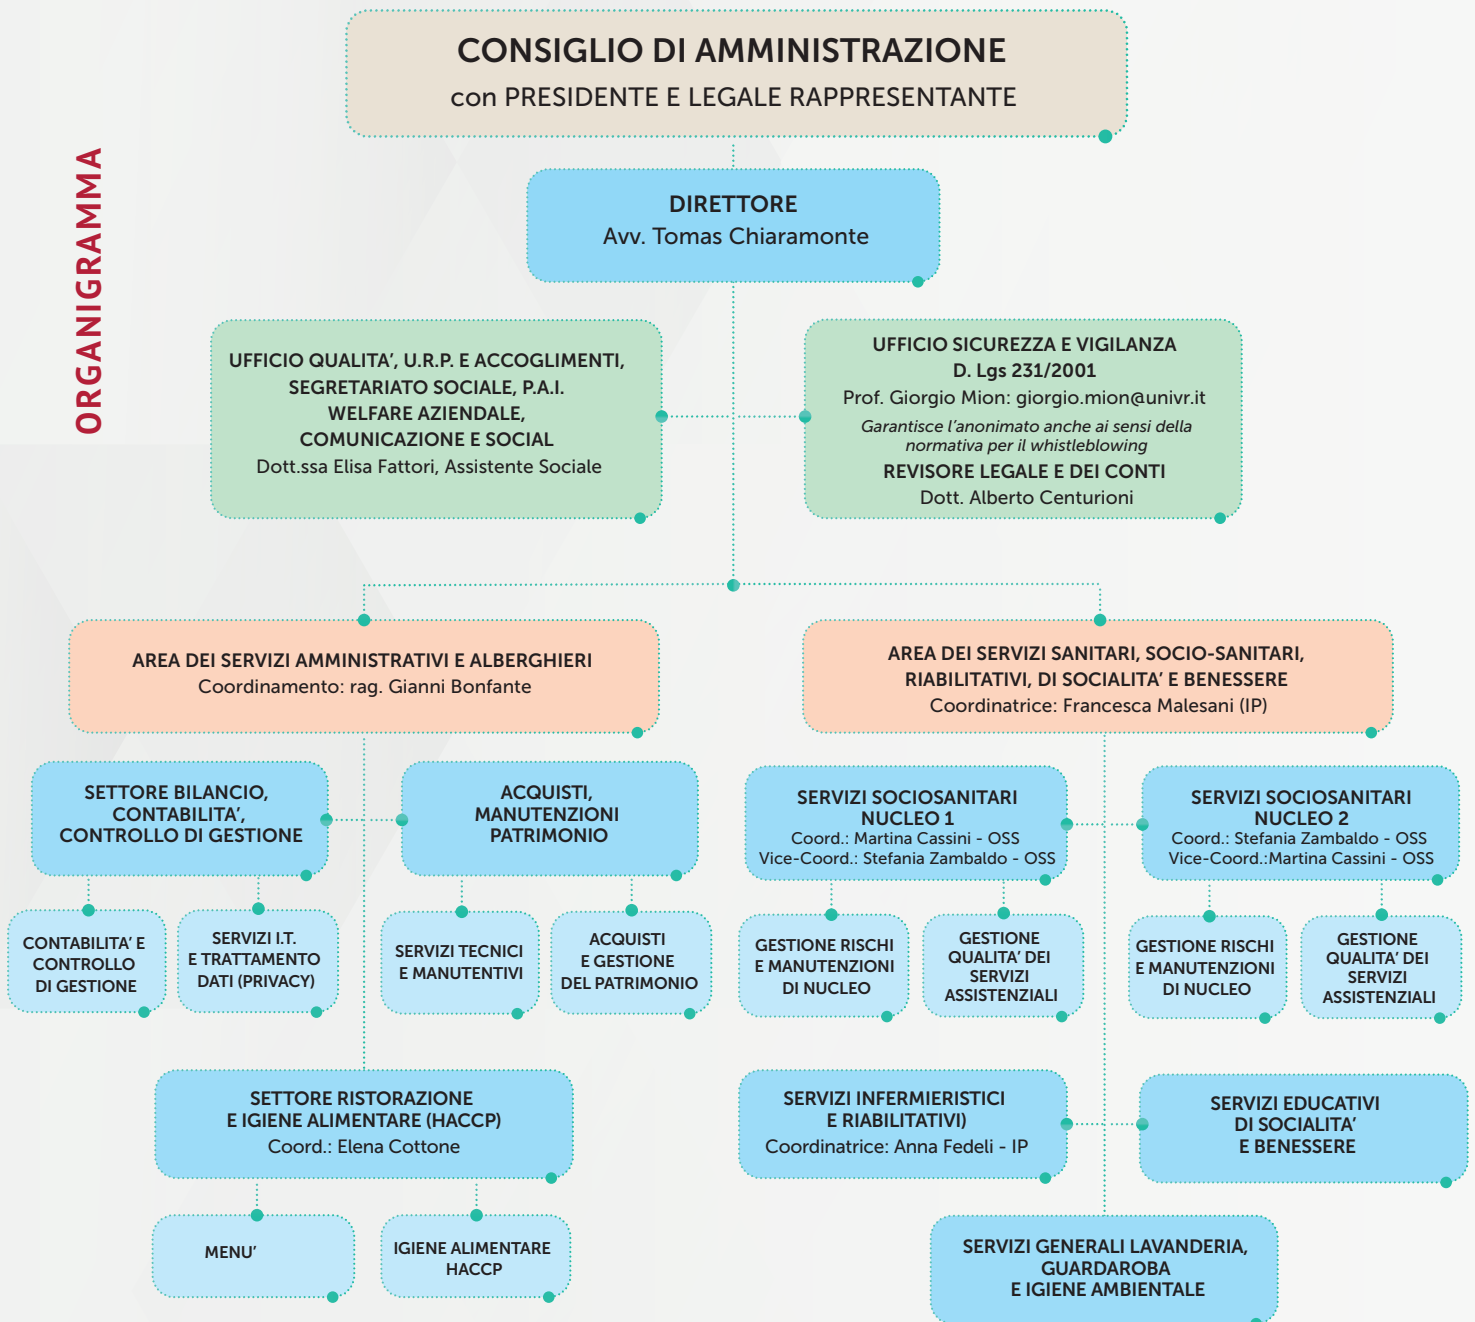 ORGANIGRAMMA
CONSIGLIO DI AMMINISTRAZIONE
con PRESIDENTE E LEGALE RAPPRESENTANTE
DIRETTORE
Avv. Tomas Chiaramonte
UFFICIO QUALITA', U.R.P. E ACCOGLIMENTI,
SEGRETARIATO SOCIALE, P.A.I.
WELFARE AZIENDALE,
COMUNICAZIONE E SOCIAL
Dott.ssa Elisa Fattori, Assistente Sociale
UFFICIO SICUREZZA E VIGILANZA
D. Lgs 231/2001
Prof. Giorgio Mion: giorgio.mion@univr.it
Garantisce l'anonimato anche ai sensi della
normativa per il whistleblowing
REVISORE LEGALE E DEI CONTI
Dott. Alberto Centurioni
AREA DEI SERVIZI AMMINISTRATIVI E ALBERGHIERI
Coordinamento: rag. Gianni Bonfante
AREA DEI SERVIZI SANITARI, SOCIO-SANITARI,
RIABILITATIVI, DI SOCIALITA' E BENESSERE
Coordinatrice: Francesca Malesani (IP)
SETTORE BILANCIO,
CONTABILITA',
CONTROLLO DI GESTIONE
ACQUISTI,
MANUTENZIONI
PATRIMONIO
SERVIZI SOCIOSANITARI
NUCLEO 1
Coord.: Martina Cassini - OSS
Vice-Coord.: Stefania Zambaldo - OSS
SERVIZI SOCIOSANITARI
NUCLEO 2
Coord.: Stefania Zambaldo - OSS
Vice-Coord.:Martina Cassini - OSS
CONTABILITA' E
CONTROLLO
DI GESTIONE
SERVIZI I.T.
E TRATTAMENTO
DATI (PRIVACY)
SERVIZI TECNICI
E MANUTENTIVI
ACQUISTI
E GESTIONE
DEL PATRIMONIO
GESTIONE RISCHI
E MANUTENZIONI
DI NUCLEO
GESTIONE
QUALITA' DEI
SERVIZI
ASSISTENZIALI
GESTIONE RISCHI
E MANUTENZIONI
DI NUCLEO
GESTIONE
QUALITA' DEI
SERVIZI
ASSISTENZIALI
SETTORE RISTORAZIONE
E IGIENE ALIMENTARE (HACCP)
Coord.: Elena Cottone
SERVIZI INFERMIERISTICI
E RIABILITATIVI)
Coordinatrice: Anna Fedeli - IP
SERVIZI EDUCATIVI
DI SOCIALITA'
E BENESSERE
MENU'
IGIENE ALIMENTARE
HACCP
SERVIZI GENERALI LAVANDERIA,
GUARDAROBA
E IGIENE AMBIENTALE